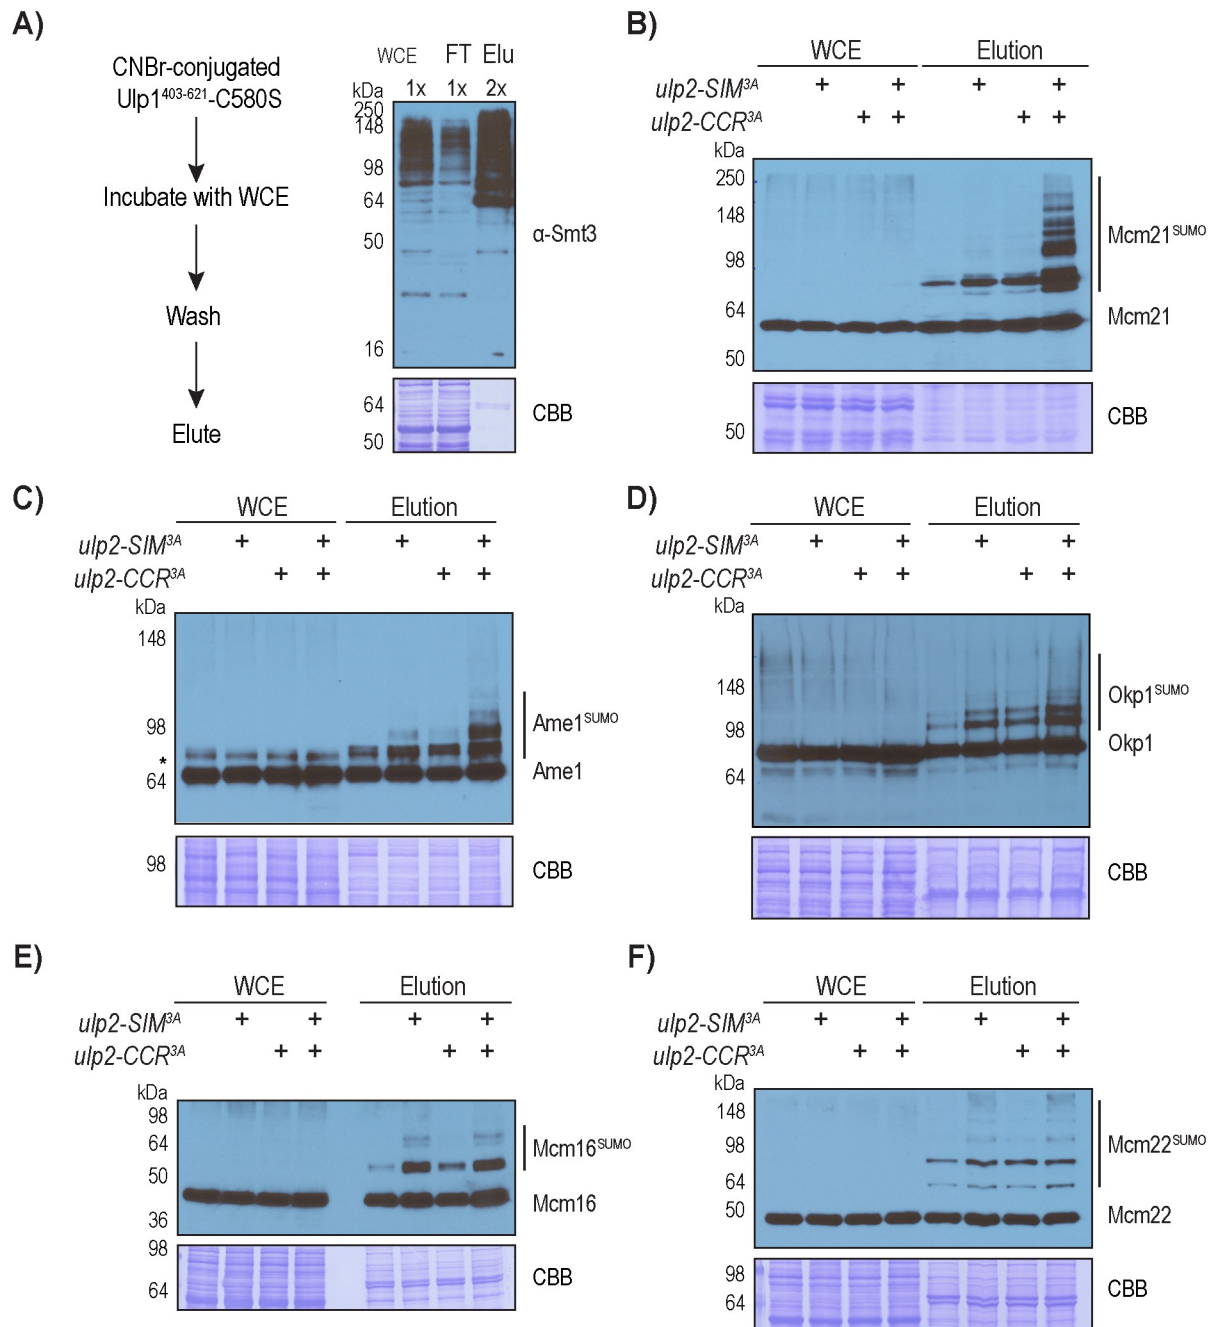 A)
CNBr-conjugated
Ulp1⁴⁰³⁻⁶²¹-C580S
Incubate with WCE
Wash
Elute
WCE FT Elu
kDa 1x 1x 2x
250
148
98
64
50
16
α-Smt3
64
50
CBB
B)
WCE Elution
ulp2-SIM³ᴬ + + + +
ulp2-CCR³ᴬ + + + +
kDa
250
148
98
64
50
Mcm21ˢᵁᴹᴼ
Mcm21
50
CBB
C)
WCE Elution
ulp2-SIM³ᴬ + + + +
ulp2-CCR³ᴬ + + + +
kDa
148
98
*
64
Ame1ˢᵁᴹᴼ
Ame1
98
CBB
D)
WCE Elution
ulp2-SIM³ᴬ + + + +
ulp2-CCR³ᴬ + + + +
kDa
148
98
64
Okp1ˢᵁᴹᴼ
Okp1
CBB
E)
WCE Elution
ulp2-SIM³ᴬ + + + +
ulp2-CCR³ᴬ + + + +
kDa
98
64
50
36
Mcm16ˢᵁᴹᴼ
Mcm16
98
64
CBB
F)
WCE Elution
ulp2-SIM³ᴬ + + + +
ulp2-CCR³ᴬ + + + +
kDa
148
98
64
50
Mcm22ˢᵁᴹᴼ
Mcm22
98
64
CBB